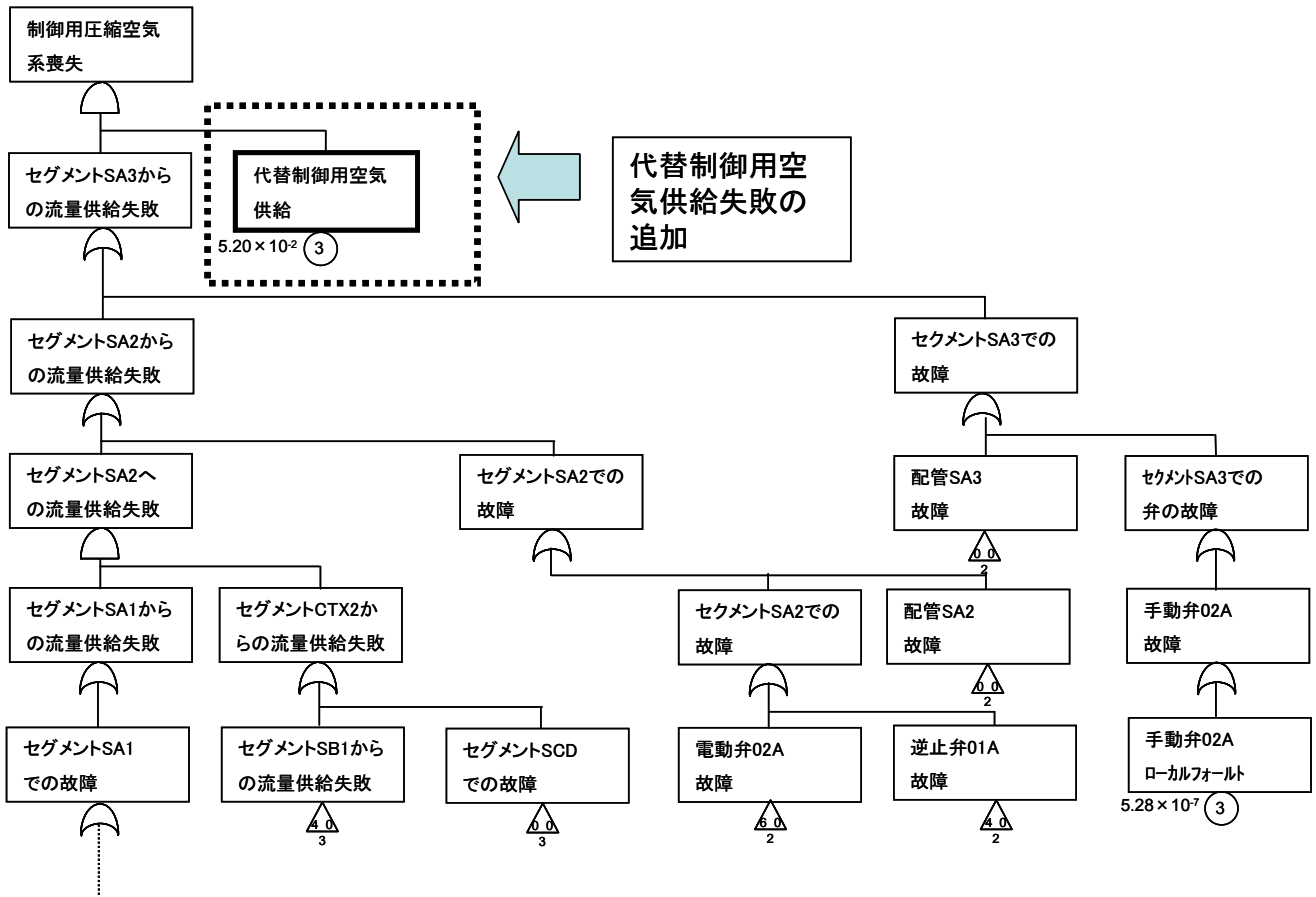 制御用圧縮空気
系喪失
セグメントSA3から
の流量供給失敗
代替制御用空気
供給
5.20×10-2
3
代替制御用空
気供給失敗の
追加
セグメントSA2から
の流量供給失敗
セクメントSA3での
故障
セグメントSA2へ
の流量供給失敗
セグメントSA2での
故障
配管SA3
故障
0 0
2
セクメントSA3での
弁の故障
セグメントSA1から
の流量供給失敗
セグメントCTX2か
らの流量供給失敗
セクメントSA2での
故障
配管SA2
故障
0 0
2
手動弁02A
故障
セグメントSA1
での故障
セグメントSB1から
の流量供給失敗
4 0
3
セグメントSCD
での故障
0 0
3
電動弁02A
故障
6 0
2
逆止弁01A
故障
4 0
2
手動弁02A
ローカルフォールト
5.28×10-7
3